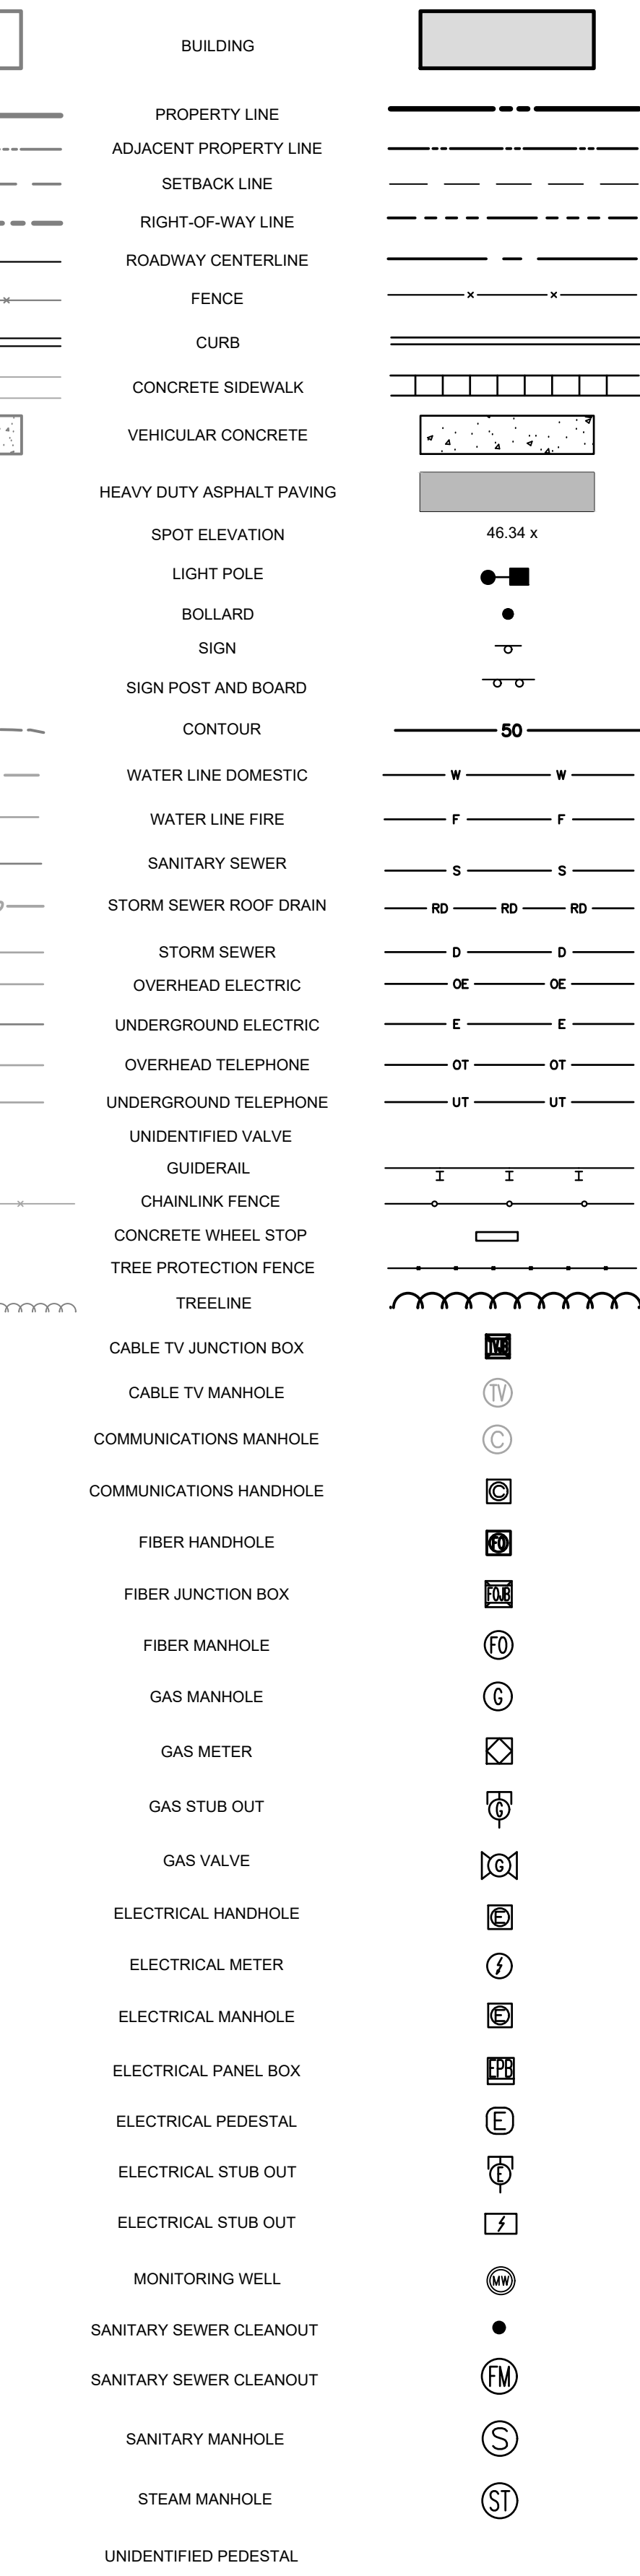 BUILDING
PROPERTY LINE
ADJACENT PROPERTY LINE
SETBACK LINE
RIGHT-OF-WAY LINE
ROADWAY CENTERLINE
FENCE x x
CURB
CONCRETE SIDEWALK
VEHICULAR CONCRETE
HEAVY DUTY ASPHALT PAVING
SPOT ELEVATION 46.34 x
LIGHT POLE
BOLLARD
SIGN
SIGN POST AND BOARD
CONTOUR 50
WATER LINE DOMESTIC W W
WATER LINE FIRE F F
SANITARY SEWER S S
STORM SEWER ROOF DRAIN RD RD RD
STORM SEWER D D
OVERHEAD ELECTRIC OE OE
UNDERGROUND ELECTRIC E E
OVERHEAD TELEPHONE OT OT
UNDERGROUND TELEPHONE UT UT
UNIDENTIFIED VALVE
GUIDERAIL
CHAINLINK FENCE
CONCRETE WHEEL STOP
TREE PROTECTION FENCE
TREELINE
CABLE TV JUNCTION BOX
CABLE TV MANHOLE TV
COMMUNICATIONS MANHOLE C
COMMUNICATIONS HANDHOLE C
FIBER HANDHOLE FO
FIBER JUNCTION BOX FOJB
FIBER MANHOLE FO
GAS MANHOLE G
GAS METER
GAS STUB OUT G
GAS VALVE G
ELECTRICAL HANDHOLE E
ELECTRICAL METER
ELECTRICAL MANHOLE E
ELECTRICAL PANEL BOX EPB
ELECTRICAL PEDESTAL E
ELECTRICAL STUB OUT E
ELECTRICAL STUB OUT
MONITORING WELL MW
SANITARY SEWER CLEANOUT
SANITARY SEWER CLEANOUT FM
SANITARY MANHOLE S
STEAM MANHOLE ST
UNIDENTIFIED PEDESTAL